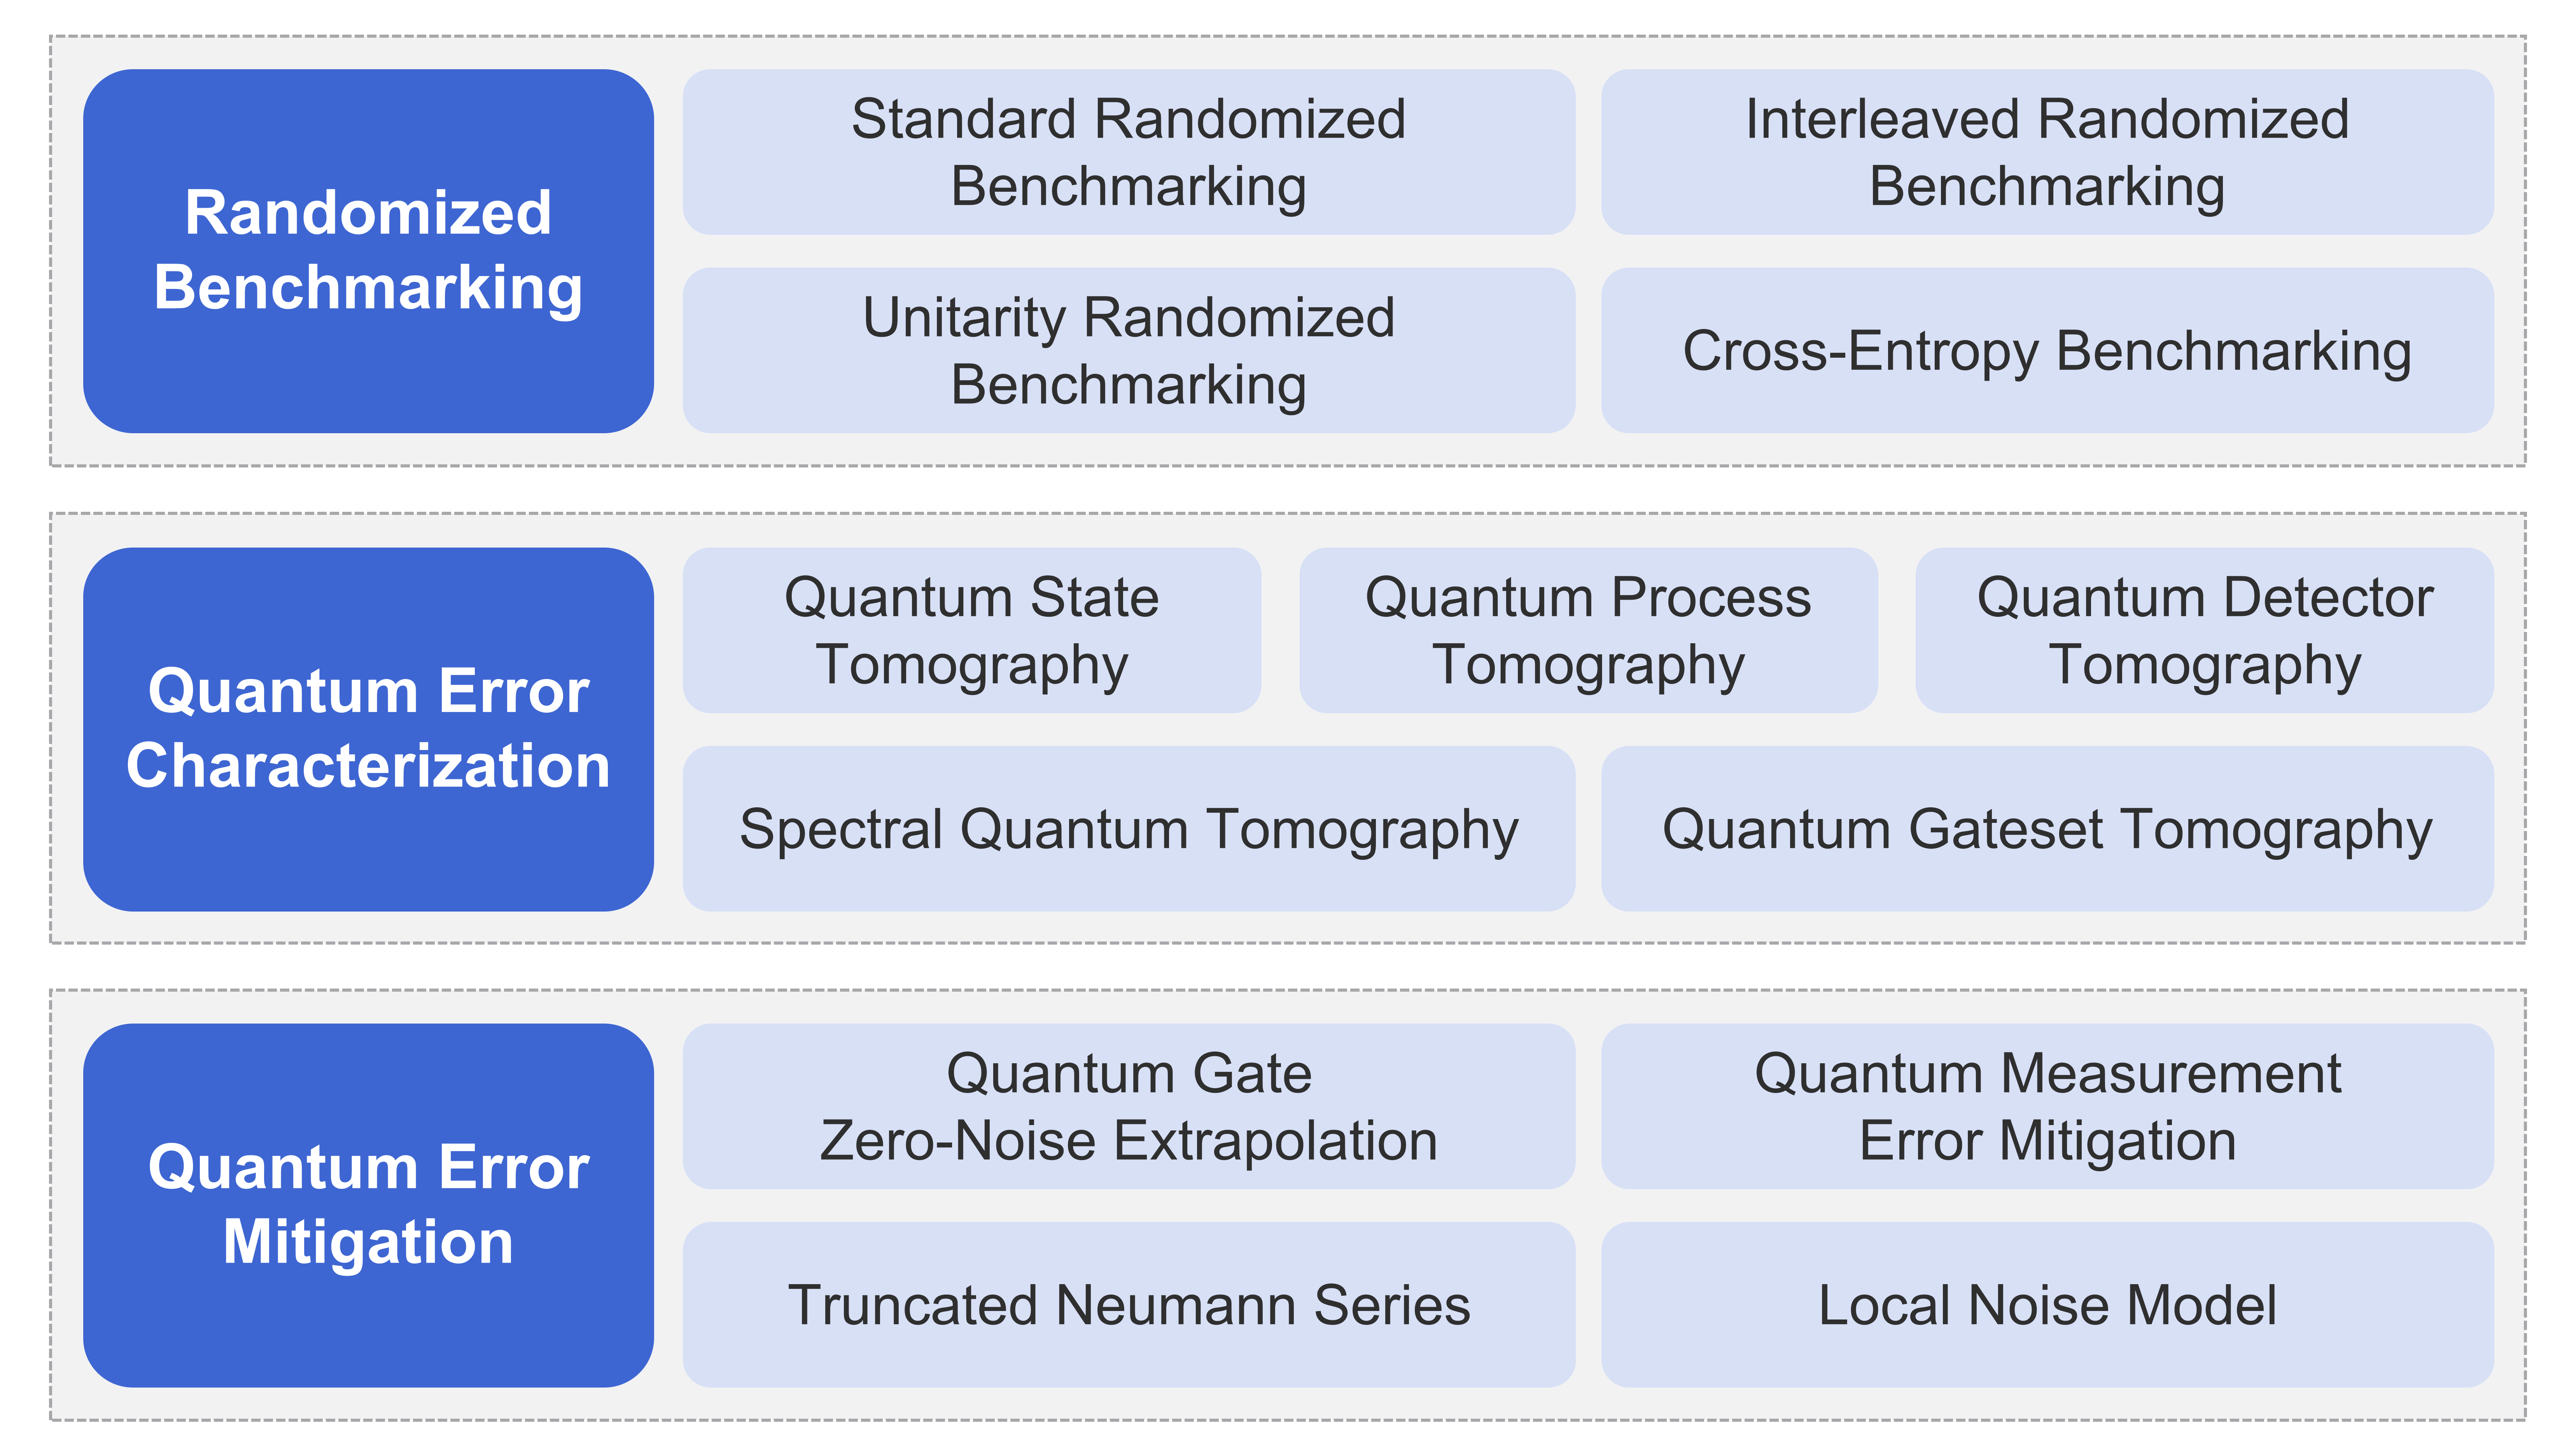 Randomized
Benchmarking
Standard Randomized
Benchmarking
Interleaved Randomized
Benchmarking
Unitarity Randomized
Benchmarking
Cross-Entropy Benchmarking
Quantum Error
Characterization
Quantum State
Tomography
Quantum Process
Tomography
Quantum Detector
Tomography
Spectral Quantum Tomography
Quantum Gateset Tomography
Quantum Error
Mitigation
Quantum Gate
Zero-Noise Extrapolation
Quantum Measurement
Error Mitigation
Truncated Neumann Series
Local Noise Model